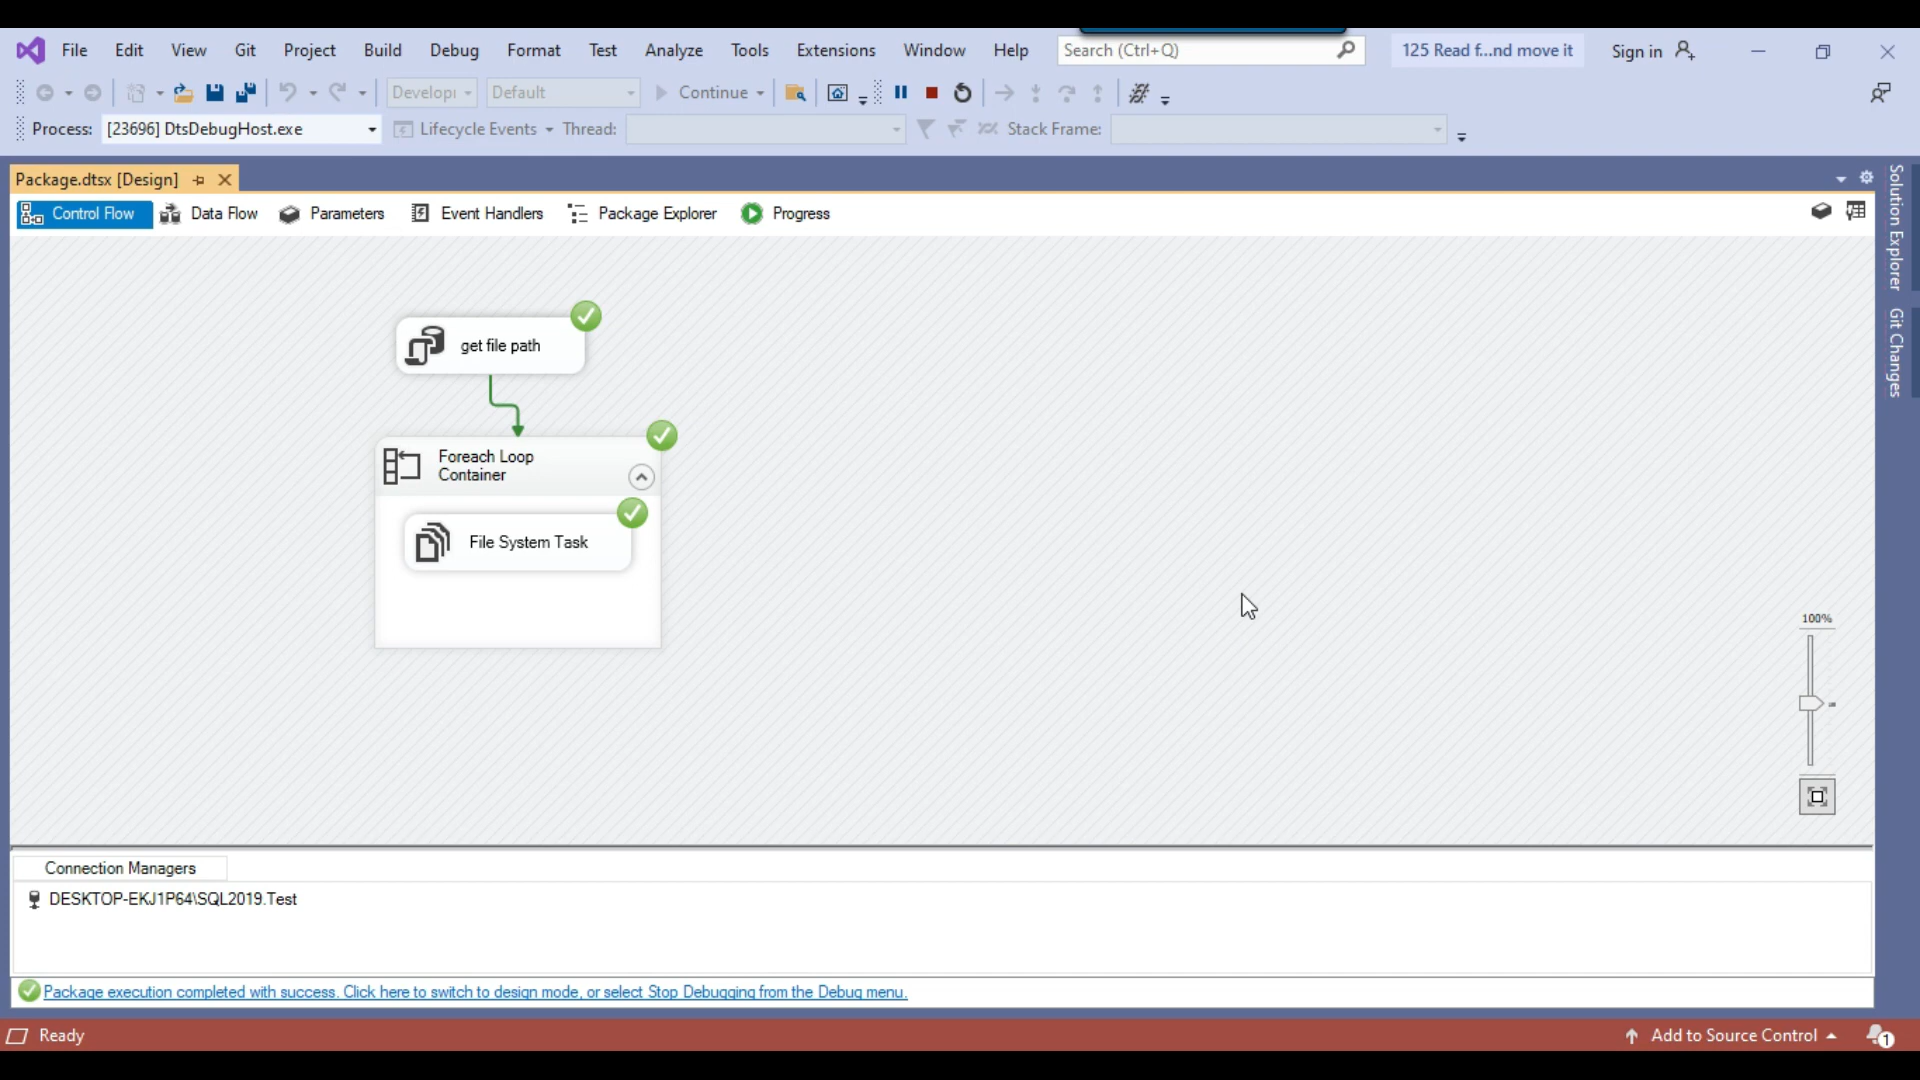 File Edit View Git Project Build Debug Format Test Analyze Tools Extensions Window Help Search (Ctrl+Q) 125 Read f...nd move it Sign in
Developi Default Continue
Process: [23696] DtsDebugHost.exe Lifecycle Events Thread: Stack Frame:
Package.dtsx [Design]
Control Flow Data Flow Parameters Event Handlers Package Explorer Progress
Solution Explorer
Git Changes
get file path
Foreach Loop
Container
File System Task
100%
Connection Managers
DESKTOP-EKJ1P64\SQL2019.Test
Package execution completed with success. Click here to switch to design mode, or select Stop Debugging from the Debug menu.
Ready Add to Source Control 1